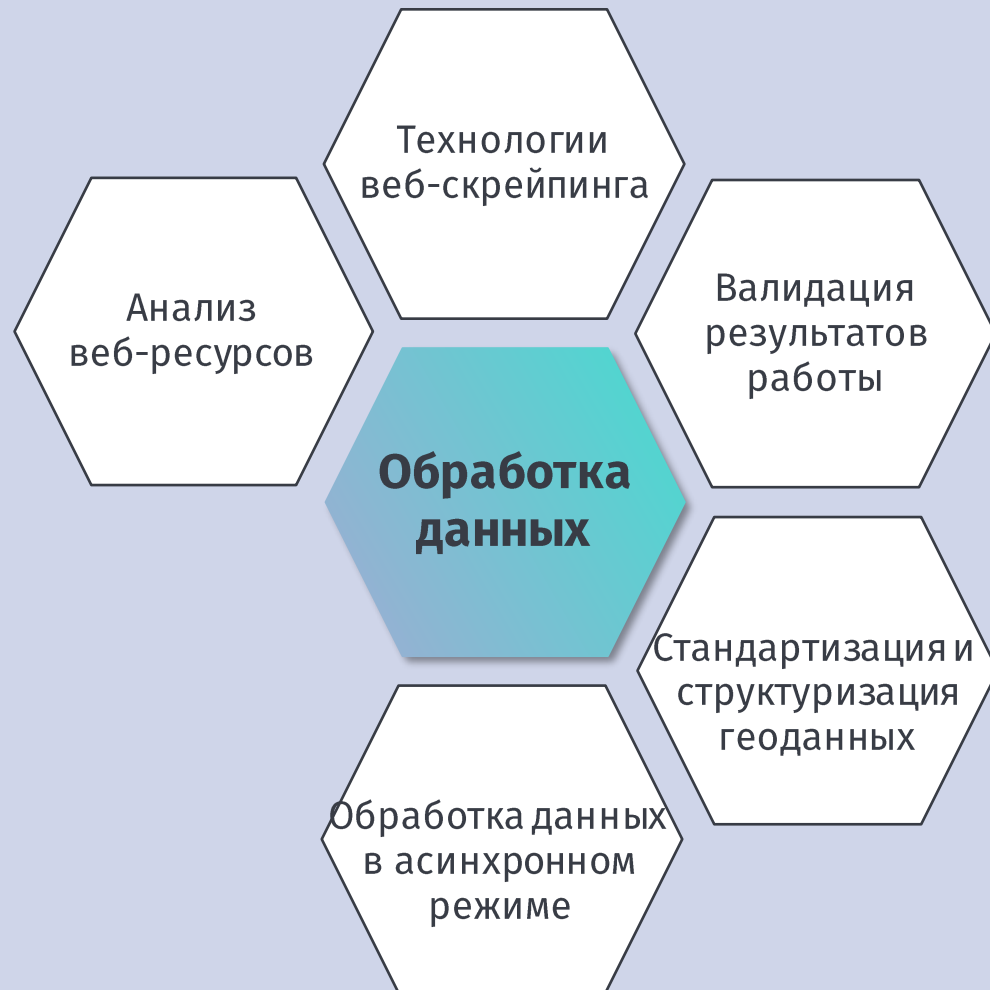 Технологии
веб-скрейпинга
Анализ
веб-ресурсов
Валидация
результатов
работы
Обработка
данных
Стандартизация и
структуризация
геоданных
Обработка данных
в асинхронном
режиме